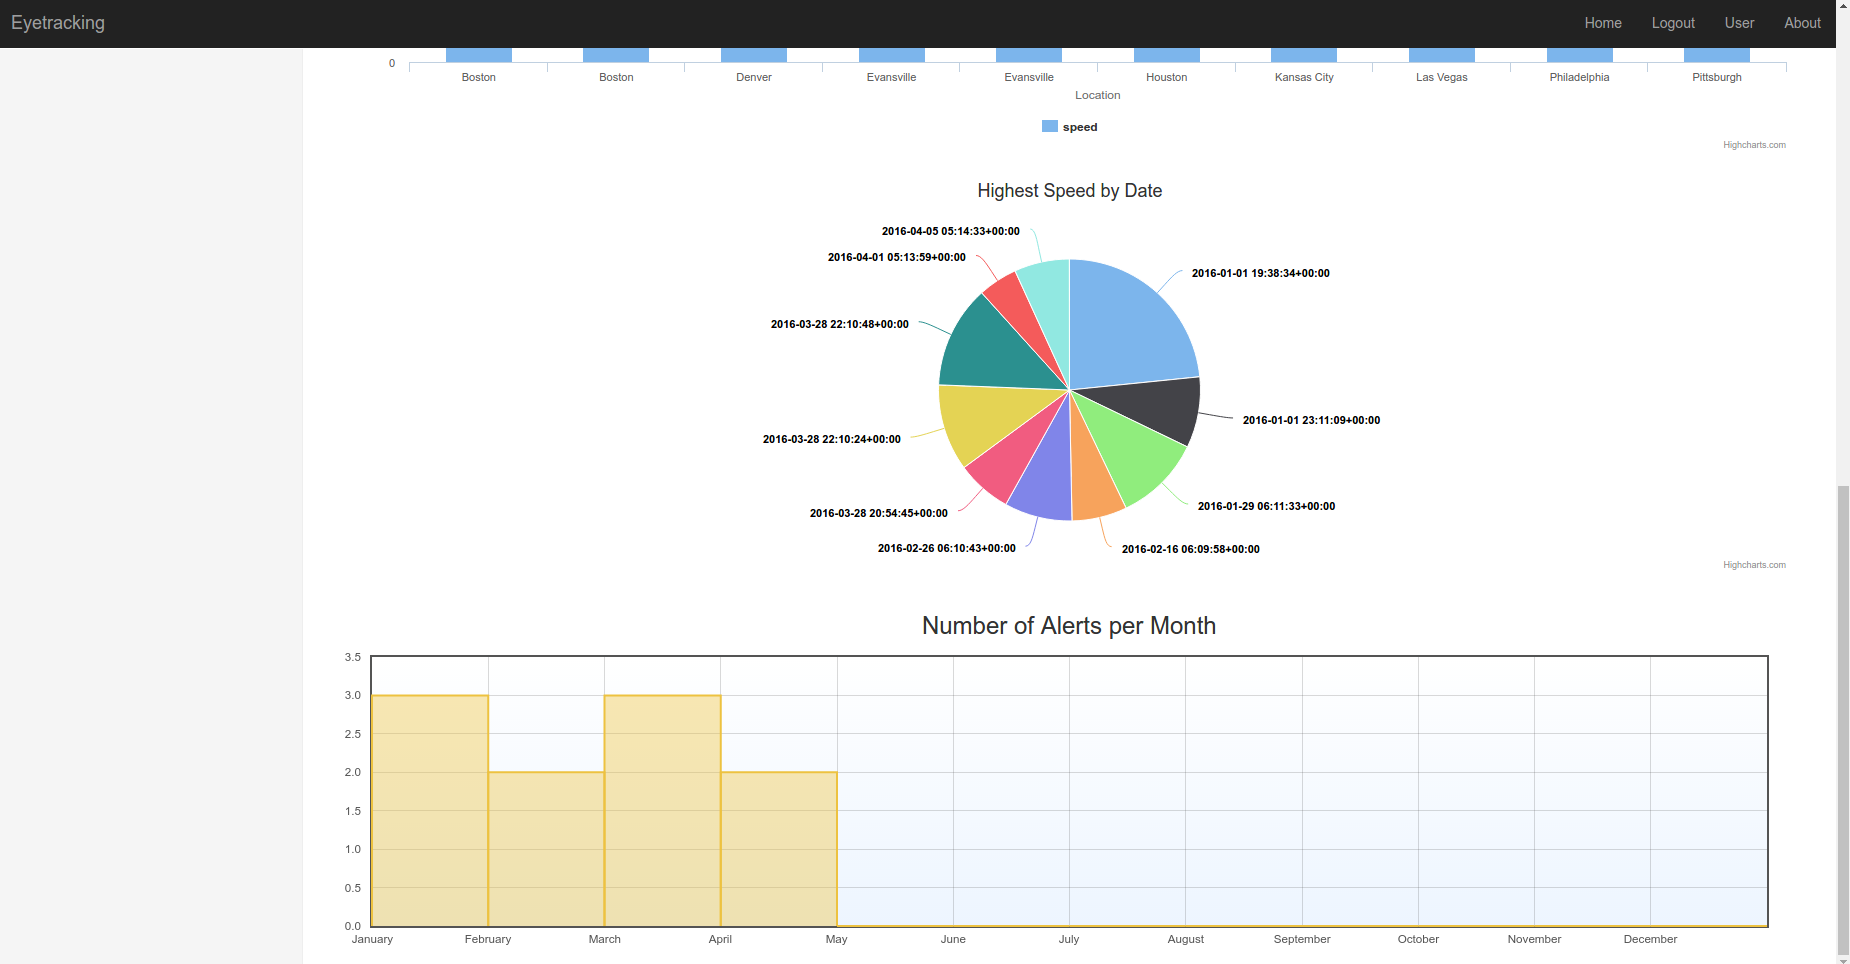 Eyetracking Home Logout User About
0
Boston Boston Denver Evansville Evansville Houston Kansas City Las Vegas Philadelphia Pittsburgh
Location
speed
Highcharts.com
Highest Speed by Date
2016-04-05 05:14:33+00:00
2016-04-01 05:13:59+00:00
2016-01-01 19:38:34+00:00
2016-03-28 22:10:48+00:00
2016-01-01 23:11:09+00:00
2016-03-28 22:10:24+00:00
2016-01-29 06:11:33+00:00
2016-03-28 20:54:45+00:00
2016-02-26 06:10:43+00:00
2016-02-16 06:09:58+00:00
Highcharts.com
Number of Alerts per Month
3.5
3.0
2.5
2.0
1.5
1.0
0.5
0.0
January February March April May June July August September October November December